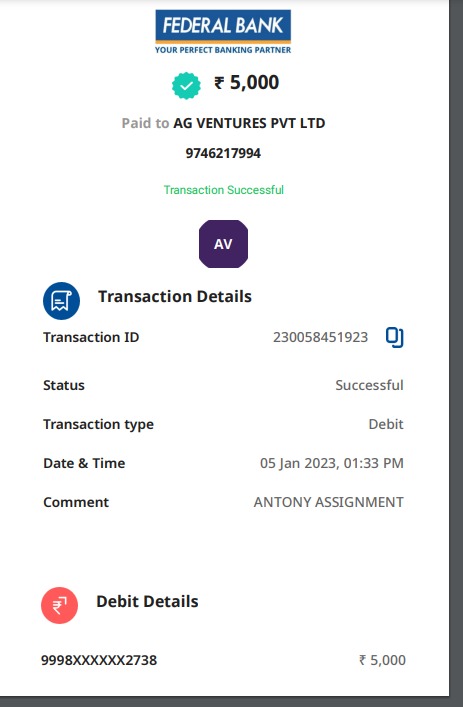 FEDERAL BANK
YOUR PERFECT BANKING PARTNER
₹ 5,000
Paid to AG VENTURES PVT LTD
9746217994
Transaction Successful
AV
Transaction Details
Transaction ID 230058451923
Status Successful
Transaction type Debit
Date & Time 05 Jan 2023, 01:33 PM
Comment ANTONY ASSIGNMENT
₹
Debit Details
9998XXXXXX2738 ₹ 5,000